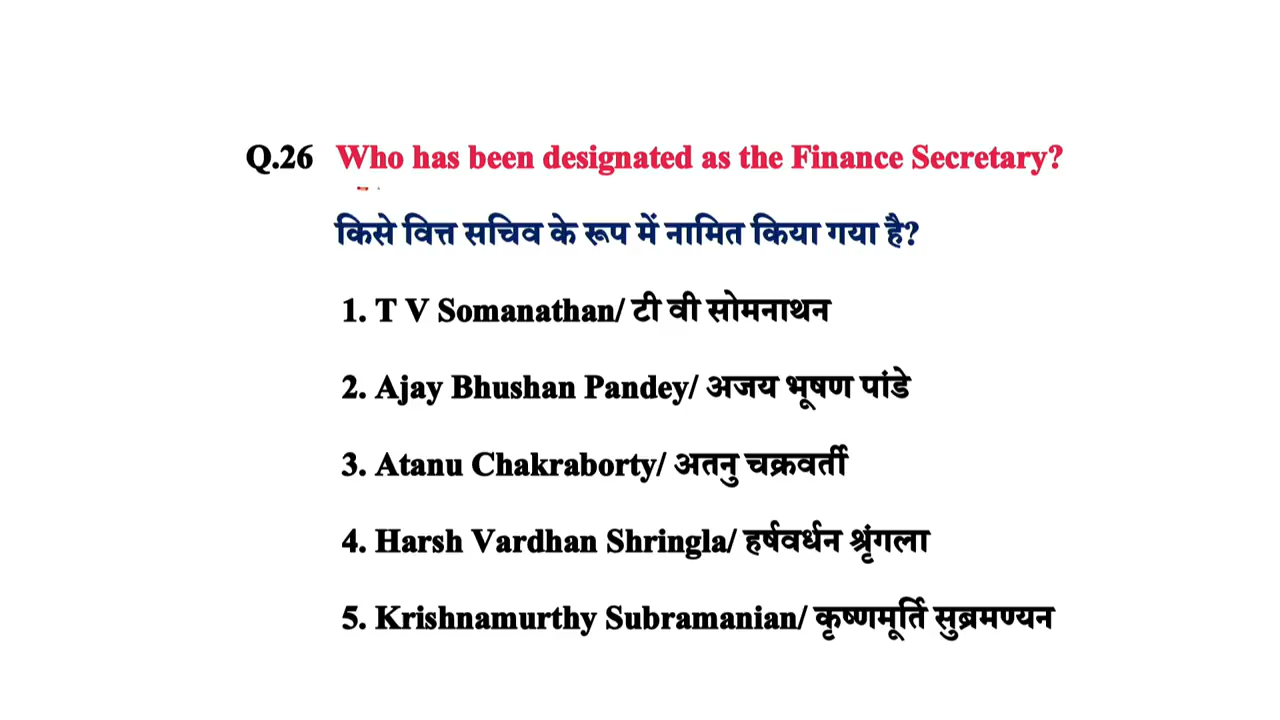 Q.26 Who has been designated as the Finance Secretary?
किसे वित्त सचिव के रूप में नामित किया गया है?
1. T V Somanathan/ टी वी सोमनाथन
2. Ajay Bhushan Pandey/ अजय भूषण पांडे
3. Atanu Chakraborty/ अतनु चक्रवर्ती
4. Harsh Vardhan Shringla/ हर्षवर्धन श्रृंगला
5. Krishnamurthy Subramanian/ कृष्णमूर्ति सुब्रमण्यन